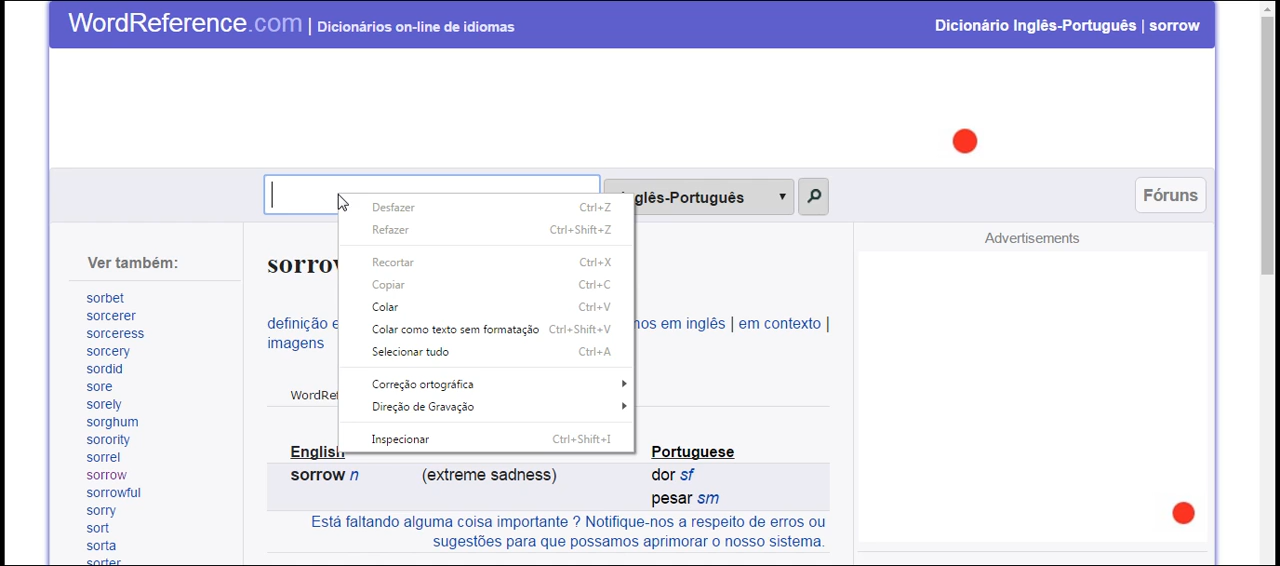 WordReference.com | Dicionários on-line de idiomas
Dicionário Inglês-Português | sorrow
nglês-Português
Fóruns
Ver também:
sorbet
sorcerer
sorceress
sorcery
sordid
sore
sorely
sorghum
sorority
sorrel
sorrow
sorrowful
sorry
sort
sorta
sorter
sorrow
definição e
nos em inglês | em contexto |
imagens
WordRef
Desfazer Ctrl+Z
Refazer Ctrl+Shift+Z
Recortar Ctrl+X
Copiar Ctrl+C
Colar Ctrl+V
Colar como texto sem formatação Ctrl+Shift+V
Selecionar tudo Ctrl+A
Correção ortográfica
Direção de Gravação
Inspecionar Ctrl+Shift+I
English Portuguese
sorrow n (extreme sadness) dor sf
pesar sm
Está faltando alguma coisa importante ? Notifique-nos a respeito de erros ou
sugestões para que possamos aprimorar o nosso sistema.
Advertisements